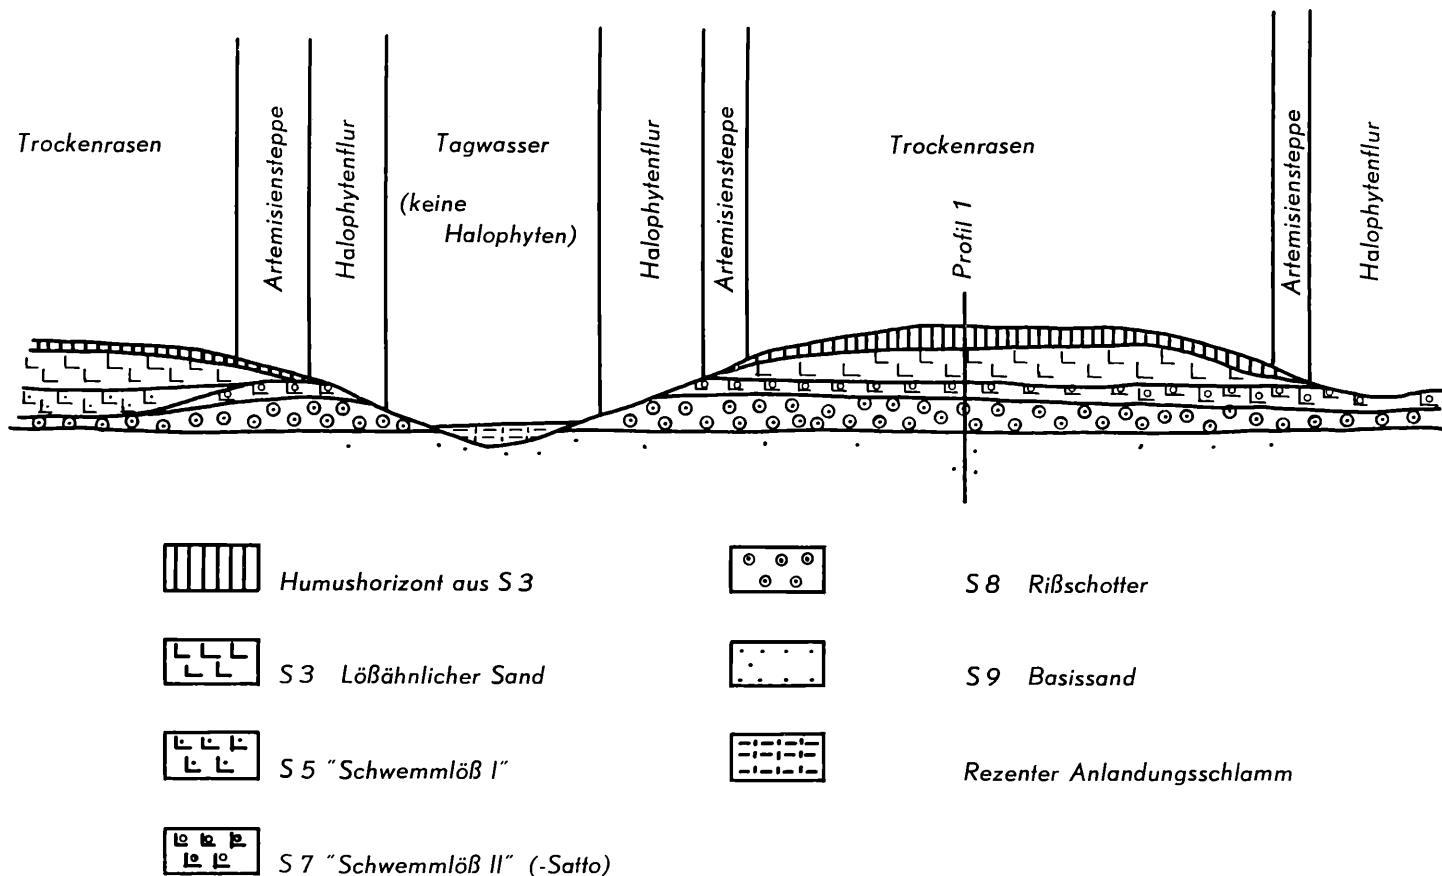 Trockenrasen
Artemisiensteppe
Halophytenflur
Tagwasser
(keine
Halophyten)
Halophytenflur
Artemisiensteppe
Trockenrasen
Profil 1
Artemisiensteppe
Halophytenflur
Humushorizont aus S 3
S 3 Lößähnlicher Sand
S 5 "Schwemmlöß I"
S 7 "Schwemmlöß II" (-Satto)
S 8 Rißschotter
S 9 Basissand
Rezenter Anlandungsschlamm